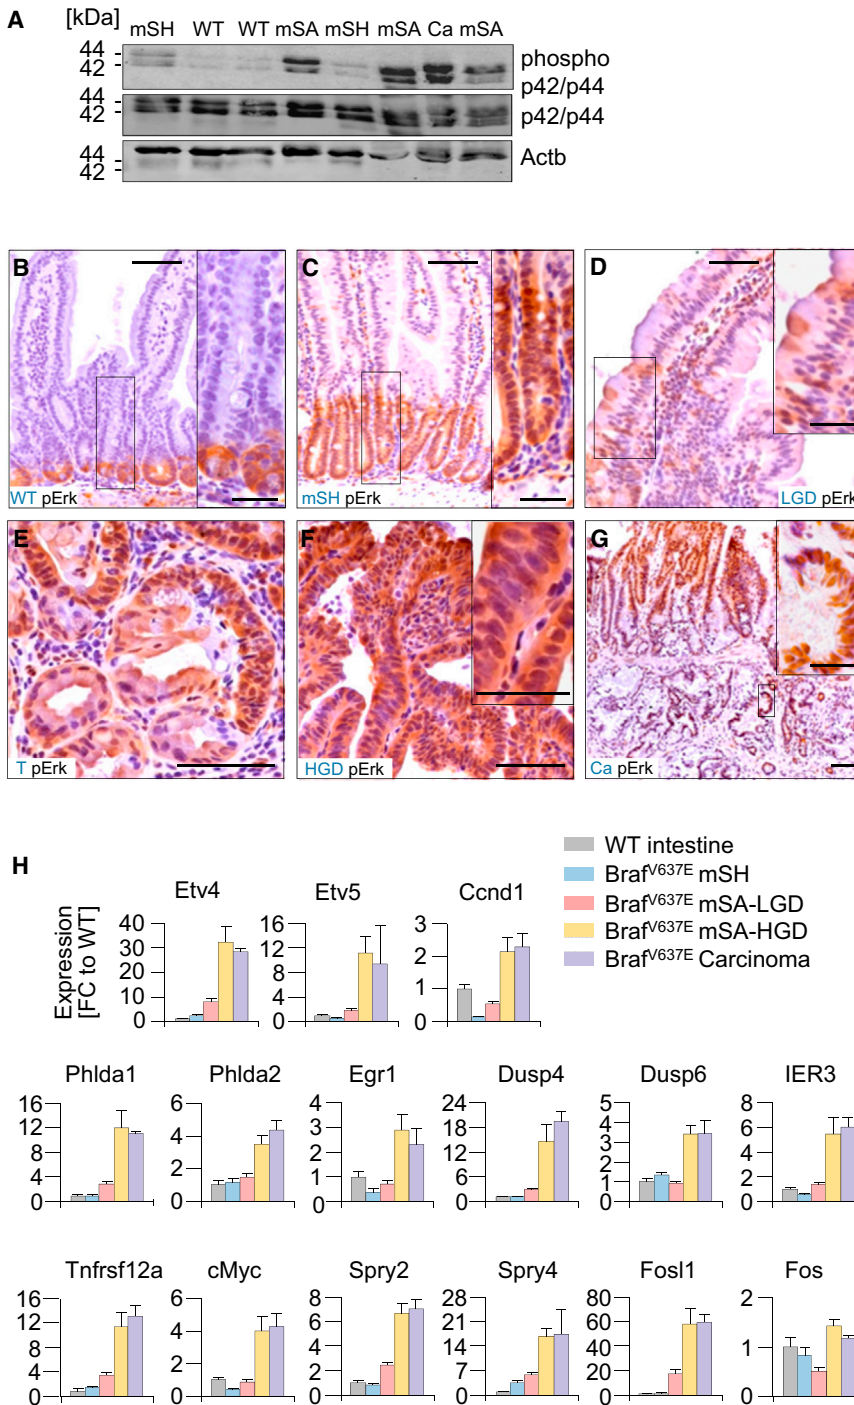 A
[kDa] mSH WT WT mSA mSH mSA Ca mSA
44
42
phospho
p42/p44
44
42
p42/p44
44
42
Actb
B
WT pErk
C
mSH pErk
D
LGD pErk
E
T pErk
F
HGD pErk
G
Ca pErk
H
WT intestine
Braf^V637E mSH
Braf^V637E mSA-LGD
Braf^V637E mSA-HGD
Braf^V637E Carcinoma
Expression
[FC to WT]
Etv4
40
30
20
10
0
Etv5
16
12
8
4
0
Ccnd1
3
2
1
0
Phlda1
16
12
8
4
0
Phlda2
6
4
2
0
Egr1
4
3
2
1
0
Dusp4
24
18
12
6
0
Dusp6
5
4
3
2
1
0
IER3
8
6
4
2
0
Tnfrsf12a
16
12
8
4
0
cMyc
6
4
2
0
Spry2
8
6
4
2
0
Spry4
28
21
14
7
0
Fosl1
80
60
40
20
0
Fos
2
1
0